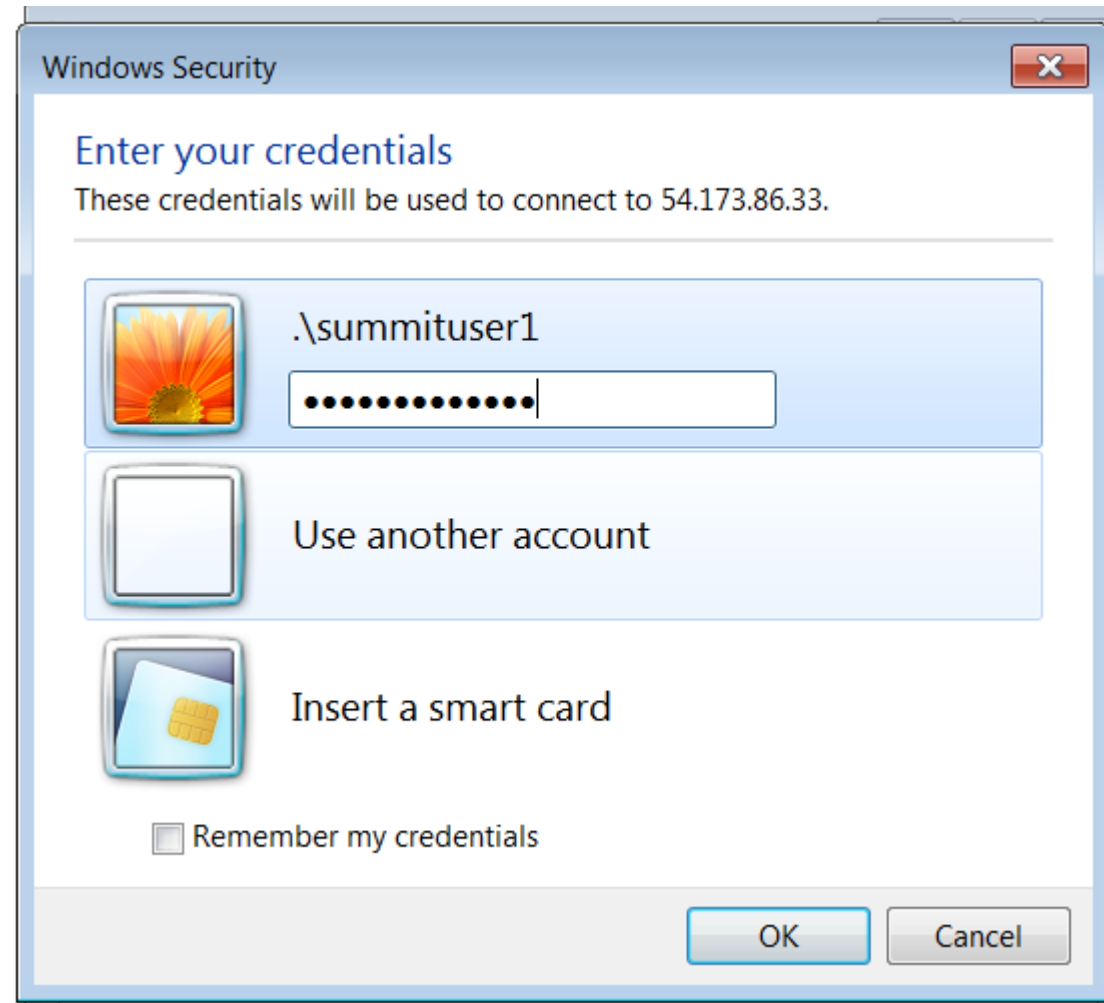 Windows Security
Enter your credentials
These credentials will be used to connect to 54.173.86.33.
.\summituser1
●●●●●●●●●●●●●
Use another account
Insert a smart card
Remember my credentials
OK
Cancel